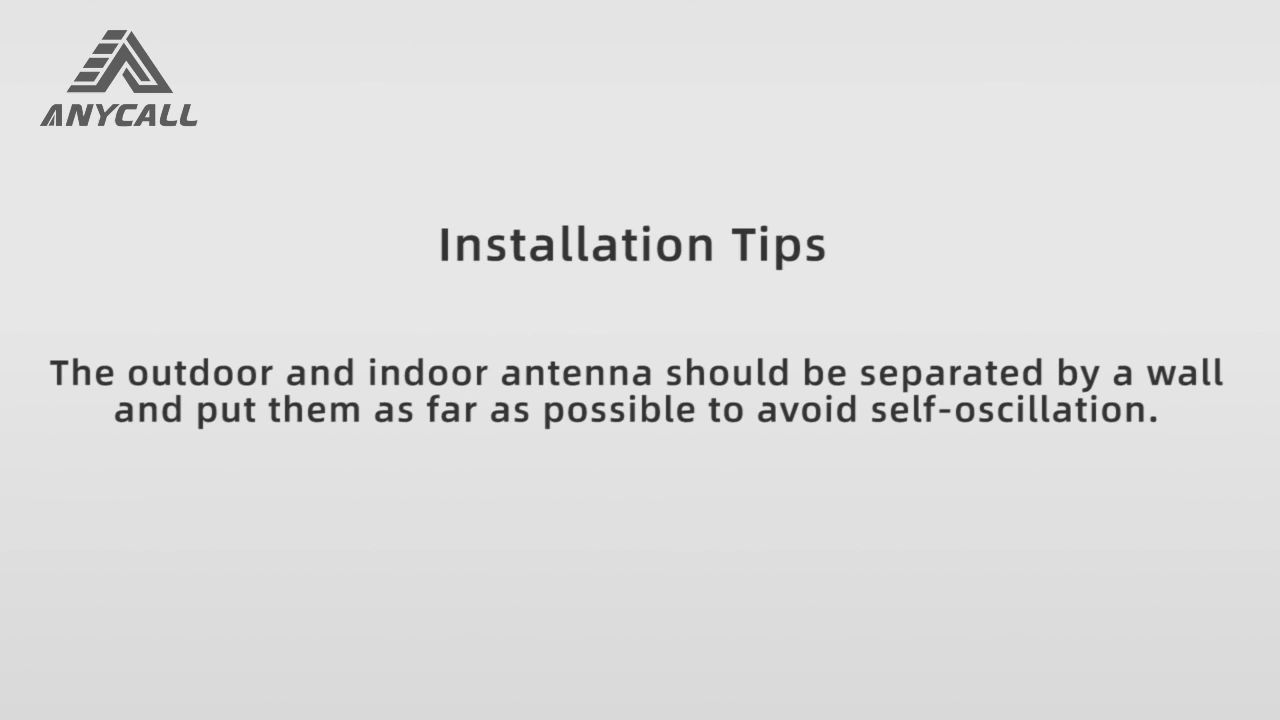 ANYCALL
Installation Tips
The outdoor and indoor antenna should be separated by a wall
and put them as far as possible to avoid self-oscillation.